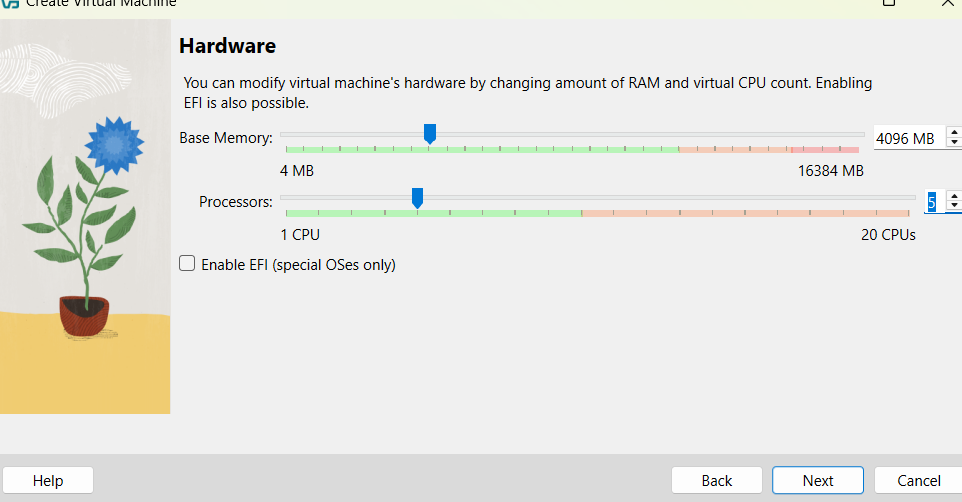 Create Virtual Machine
Hardware
You can modify virtual machine's hardware by changing amount of RAM and virtual CPU count. Enabling
EFI is also possible.
Base Memory: 4096 MB
4 MB 16384 MB
Processors: 5
1 CPU 20 CPUs
Enable EFI (special OSes only)
Help Back Next Cancel